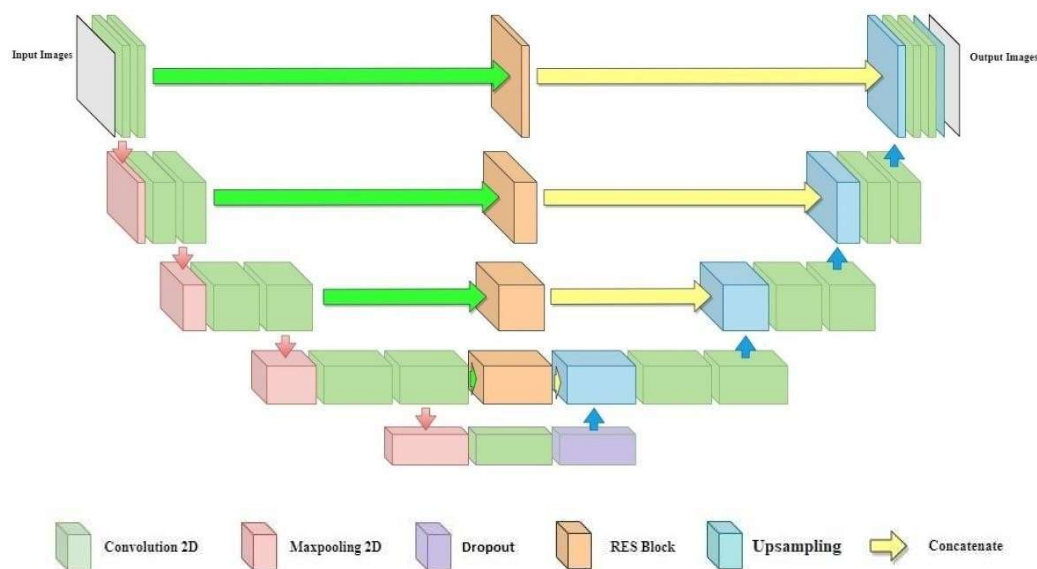 Input Images
Output Images
Convolution 2D
Maxpooling 2D
Dropout
RES Block
Upsampling
Concatenate